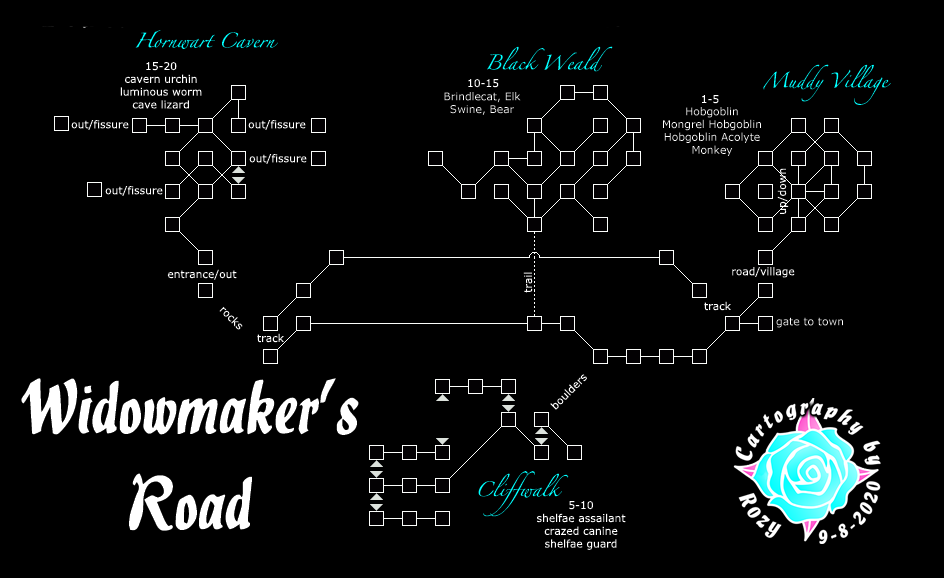 Hornwart Cavern
15-20
cavern urchin
luminous worm
cave lizard
out/fissure
out/fissure
out/fissure
out/fissure
entrance/out
rocks
track
Black Weald
10-15
Brindlecat, Elk
Swine, Bear
trail
Muddy Village
1-5
Hobgoblin
Mongrel Hobgoblin
Hobgoblin Acolyte
Monkey
up/down
road/village
track
gate to town
boulders
Cliffwalk
5-10
shelfae assailant
crazed canine
shelfae guard
Widowmaker's
Road
Cartography by
Rozy 9-8-2020